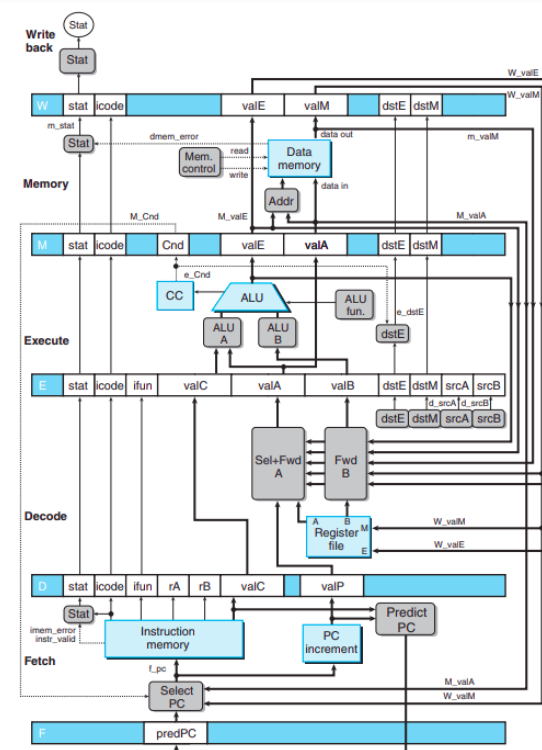 Stat
Write
back
Stat
W_valE
W stat icode valE valM dstE dstM
W_valM
m_stat
dmem_error
data out
m_valM
Stat
Mem.
control
read
write
Data
memory
data in
Memory
Addr
M_Cnd
M_valE
M_valA
M stat icode Cnd valE valA dstE dstM
e_Cnd
CC
ALU
ALU
fun.
e_dstE
ALU
A
ALU
B
dstE
Execute
E stat icode ifun valC valA valB dstE dstM srcA srcB
d_srcA d_srcB
dstE dstM srcA srcB
Sel+Fwd
A
Fwd
B
Decode
A B
Register
file
M
E
W_valM
W_valE
D stat icode ifun rA rB valC valP
Stat
imem_error
instr_valid
Instruction
memory
PC
increment
Predict
PC
Fetch
f_pc
Select
PC
M_valA
W_valM
F predPC